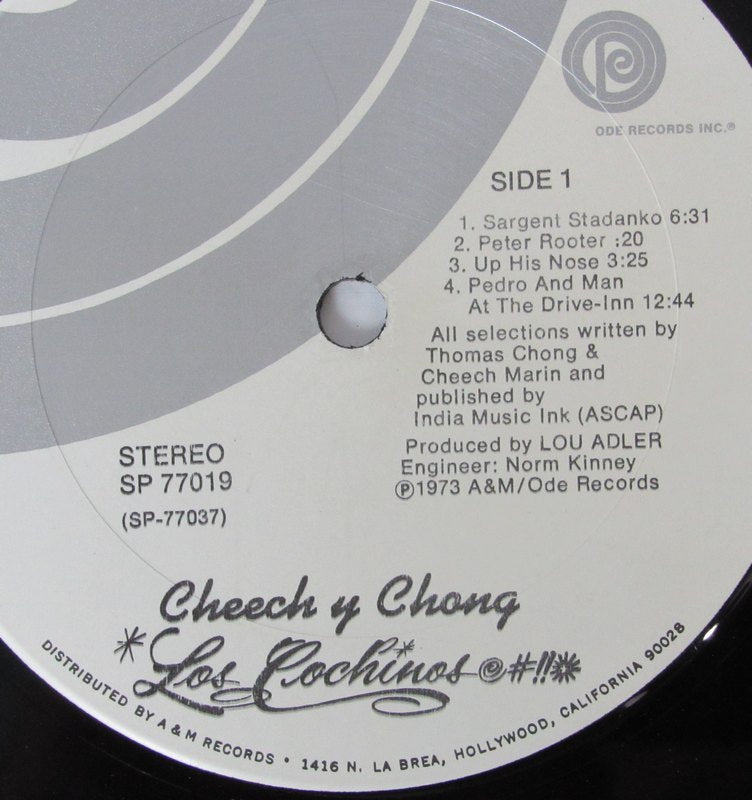 ODE RECORDS INC.®
SIDE 1
1. Sargent Stadanko 6:31
2. Peter Rooter :20
3. Up His Nose 3:25
4. Pedro And Man
At The Drive-Inn 12:44
All selections written by
Thomas Chong &
Cheech Marin and
published by
India Music Ink (ASCAP)
Produced by LOU ADLER
Engineer: Norm Kinney
℗1973 A&M/Ode Records
STEREO
SP 77019
(SP-77037)
Cheech y Chong
*Los Cochinos @#!!*
DISTRIBUTED BY A & M RECORDS • 1416 N. LA BREA, HOLLYWOOD, CALIFORNIA 90028